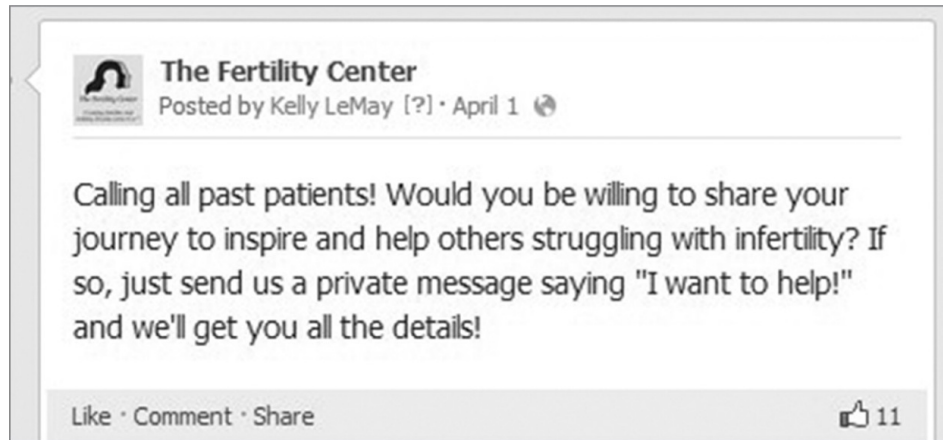 The Fertility Center
Posted by Kelly LeMay [?] · April 1
Calling all past patients! Would you be willing to share your
journey to inspire and help others struggling with infertility? If
so, just send us a private message saying "I want to help!"
and we'll get you all the details!
Like · Comment · Share
11